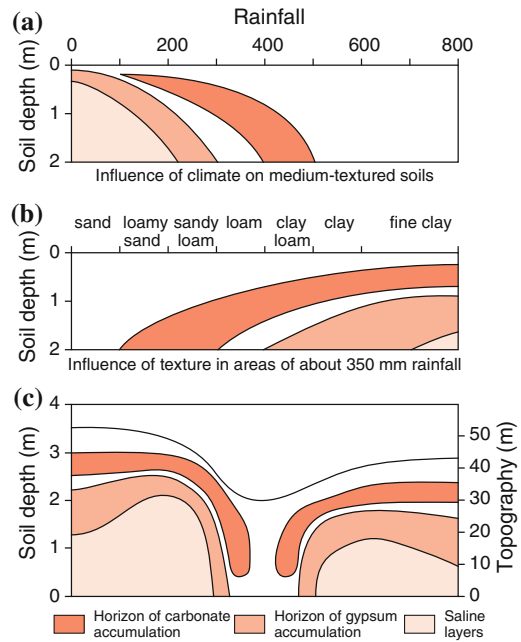 (a)
Rainfall
0 200 400 600 800
Soil depth (m)
0
1
2
Influence of climate on medium-textured soils
(b)
sand loamy sandy loam clay clay fine clay
sand loam loam
Soil depth (m)
0
1
2
Influence of texture in areas of about 350 mm rainfall
(c)
Soil depth (m)
4
3
2
1
0
Topography (m)
50
40
30
20
10
0
Horizon of carbonate accumulation
Horizon of gypsum accumulation
Saline layers